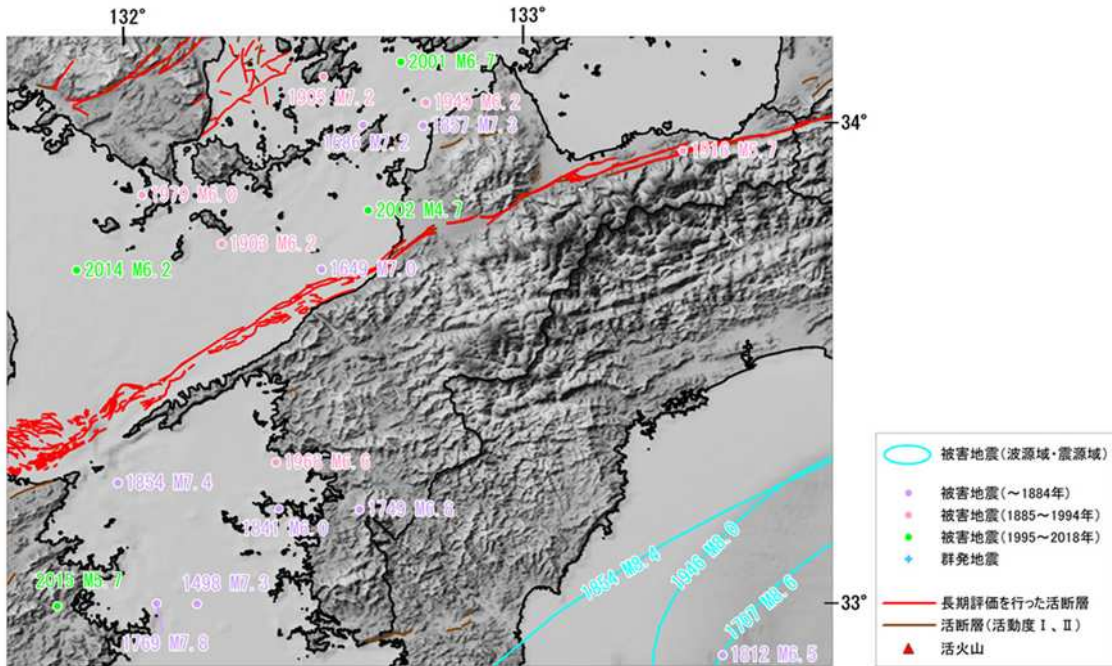 132°
133°
2001 M6.7
1905 M7.2
1949 M6.2
1857 M7.3
34°
1686 M7.2
1916 M5.7
1979 M6.0
2002 M4.7
1903 M6.2
2014 M6.2
1649 M7.0
1968 M6.6
1854 M7.4
1749 M6.8
1841 M6.0
1854 M8.4
1946 M8.0
1707 M8.6
2015 M5.7
1498 M7.3
33°
1769 M7.8
1812 M6.5
被害地震(波源域・震源域)
被害地震(～1884年)
被害地震(1885～1994年)
被害地震(1995～2018年)
群発地震
長期評価を行った活断層
活断層(活動度Ⅰ、Ⅱ)
活火山